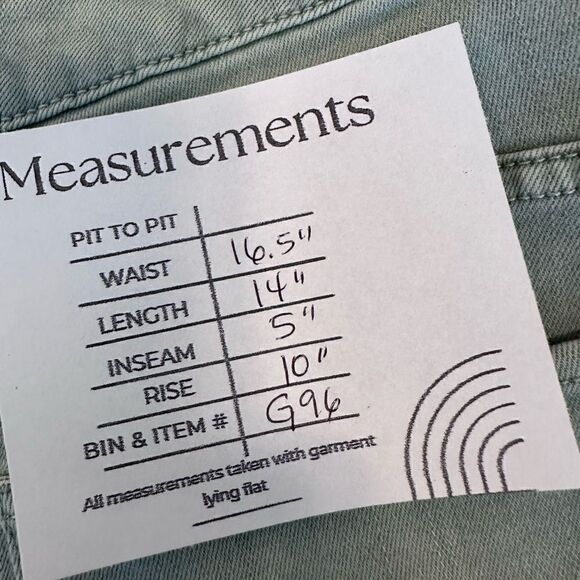 Measurements
PIT TO PIT
WAIST 16.5"
LENGTH 14"
INSEAM 5"
RISE 10"
BIN & ITEM # G96
All measurements taken with garment
lying flat